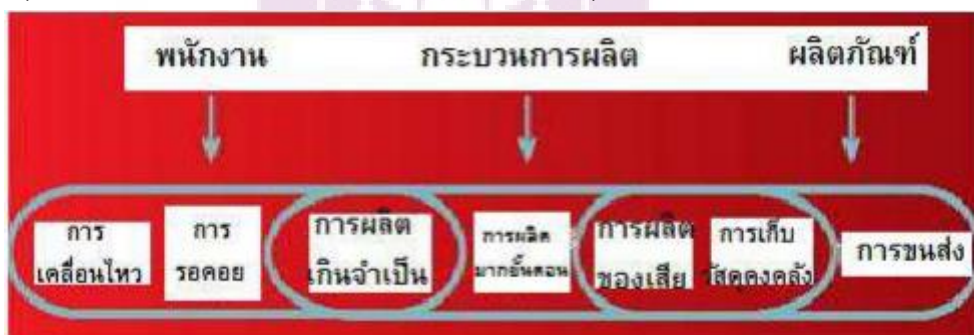 พนักงาน กระบวนการผลิต ผลิตภัณฑ์
การ
เคลื่อนไหว
การ
รอคอย
การผลิต
เกินจำเป็น
การผลิต
มากขั้นตอน
การผลิต
ของเสีย
การเก็บ
วัสดุคงคลัง
การขนส่ง